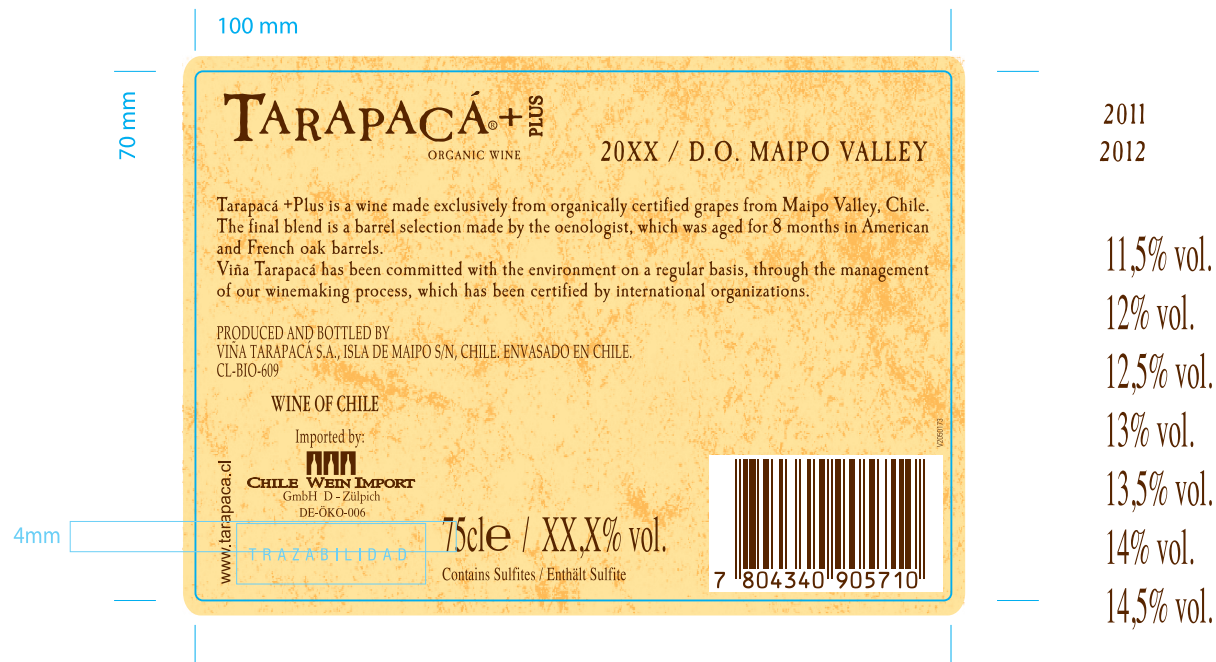 100 mm
70 mm
TARAPACÁ®+PLUS
ORGANIC WINE
20XX / D.O. MAIPO VALLEY
Tarapacá +Plus is a wine made exclusively from organically certified grapes from Maipo Valley, Chile.
The final blend is a barrel selection made by the oenologist, which was aged for 8 months in American
and French oak barrels.
Viña Tarapacá has been committed with the environment on a regular basis, through the management
of our winemaking process, which has been certified by international organizations.
PRODUCED AND BOTTLED BY
VIÑA TARAPACÁ S.A., ISLA DE MAIPO S/N, CHILE. ENVASADO EN CHILE.
CL-BIO-609
WINE OF CHILE
Imported by:
CHILE WEIN IMPORT
GmbH D - Zülpich
DE-ÖKO-006
www.tarapaca.cl
4mm
TRAZABILIDAD
75cl e / XX,X% vol.
Contains Sulfites / Enthält Sulfite
7 804340 905710
2011
2012
11,5% vol.
12% vol.
12,5% vol.
13% vol.
13,5% vol.
14% vol.
14,5% vol.